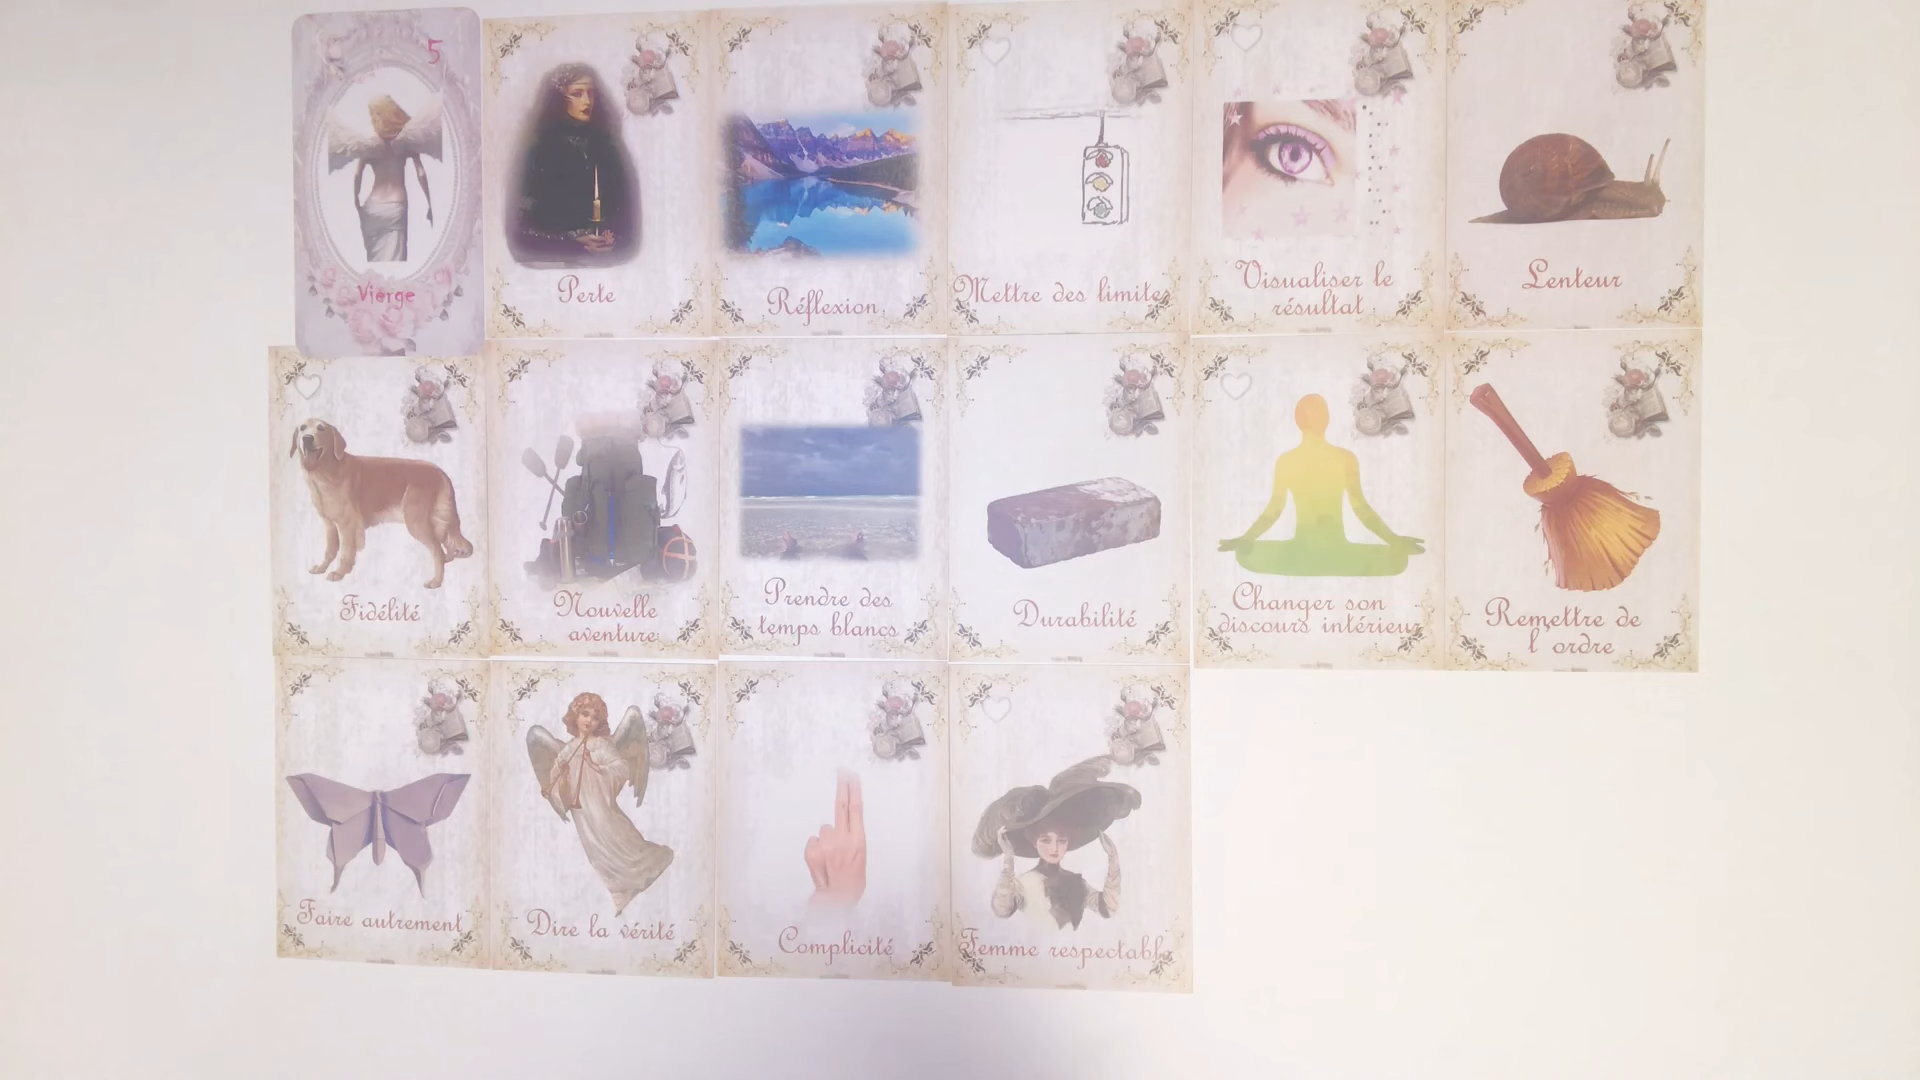 5
Vierge
Perte
Réflexion
Mettre des limites
Visualiser le
résultat
Lenteur
Fidélité
Nouvelle
aventure
Prendre des
temps blancs
Durabilité
Changer son
discours intérieur
Remettre de
l'ordre
Faire autrement
Dire la vérité
Complicité
Femme respectable